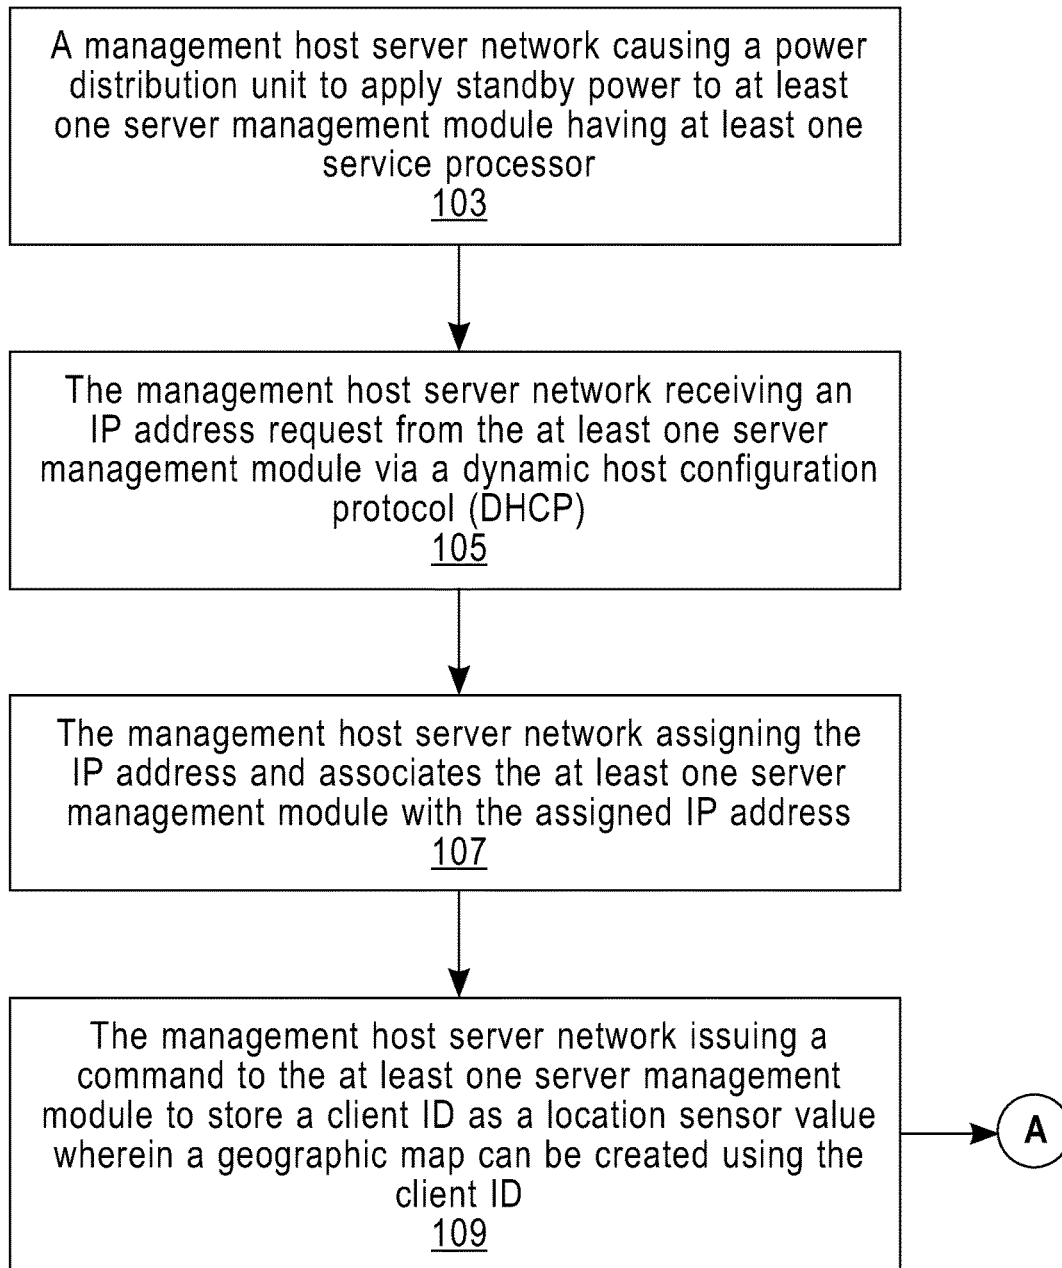 A management host server network causing a power
distribution unit to apply standby power to at least
one server management module having at least one
service processor
103
The management host server network receiving an
IP address request from the at least one server
management module via a dynamic host configuration
protocol (DHCP)
105
The management host server network assigning the
IP address and associates the at least one server
management module with the assigned IP address
107
The management host server network issuing a
command to the at least one server management
module to store a client ID as a location sensor value
wherein a geographic map can be created using the
client ID
109
A